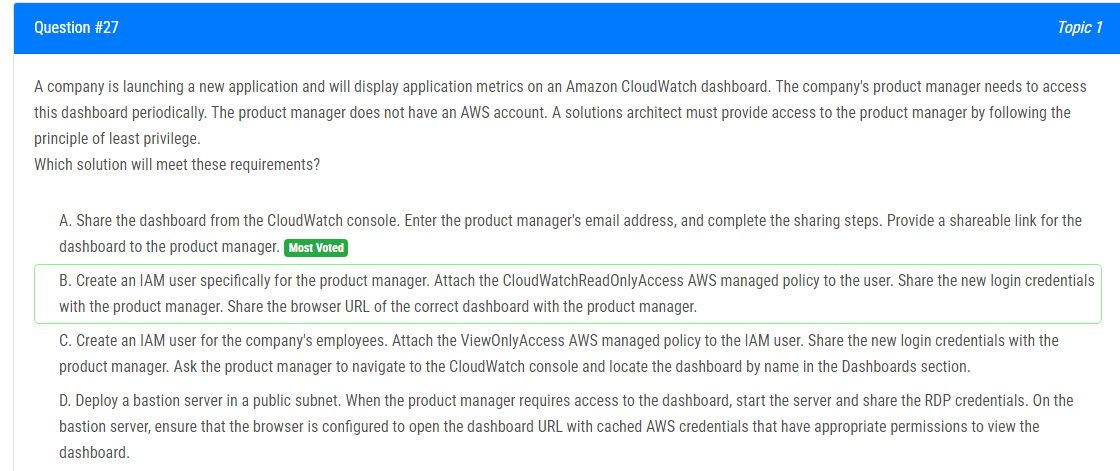 Question #27
Topic 1
A company is launching a new application and will display application metrics on an Amazon CloudWatch dashboard. The company's product manager needs to access
this dashboard periodically. The product manager does not have an AWS account. A solutions architect must provide access to the product manager by following the
principle of least privilege.
Which solution will meet these requirements?
A. Share the dashboard from the CloudWatch console. Enter the product manager's email address, and complete the sharing steps. Provide a shareable link for the
dashboard to the product manager. Most Voted
B. Create an IAM user specifically for the product manager. Attach the CloudWatchReadOnlyAccess AWS managed policy to the user. Share the new login credentials
with the product manager. Share the browser URL of the correct dashboard with the product manager.
C. Create an IAM user for the company's employees. Attach the ViewOnlyAccess AWS managed policy to the IAM user. Share the new login credentials with the
product manager. Ask the product manager to navigate to the CloudWatch console and locate the dashboard by name in the Dashboards section.
D. Deploy a bastion server in a public subnet. When the product manager requires access to the dashboard, start the server and share the RDP credentials. On the
bastion server, ensure that the browser is configured to open the dashboard URL with cached AWS credentials that have appropriate permissions to view the
dashboard.